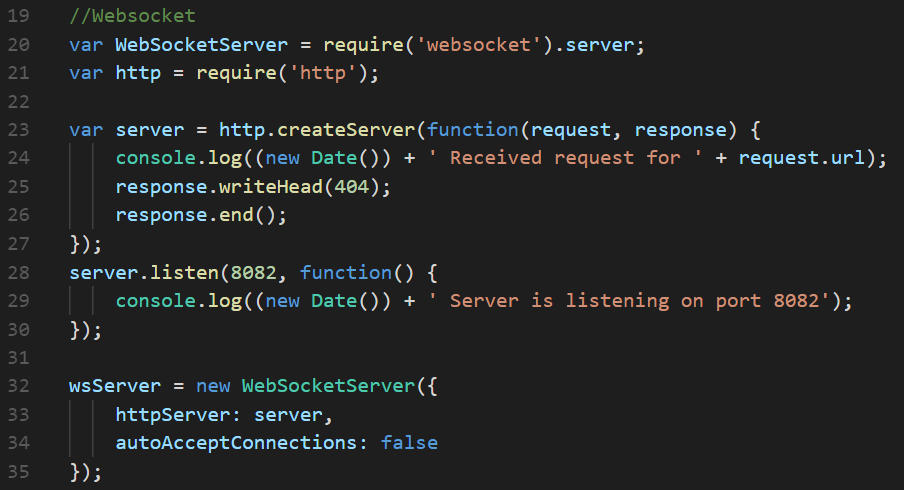 19 //Websocket
20 var WebSocketServer = require('websocket').server;
21 var http = require('http');
22
23 var server = http.createServer(function(request, response) {
24     console.log((new Date()) + ' Received request for ' + request.url);
25     response.writeHead(404);
26     response.end();
27 });
28 server.listen(8082, function() {
29     console.log((new Date()) + ' Server is listening on port 8082');
30 });
31
32 wsServer = new WebSocketServer({
33     httpServer: server,
34     autoAcceptConnections: false
35 });